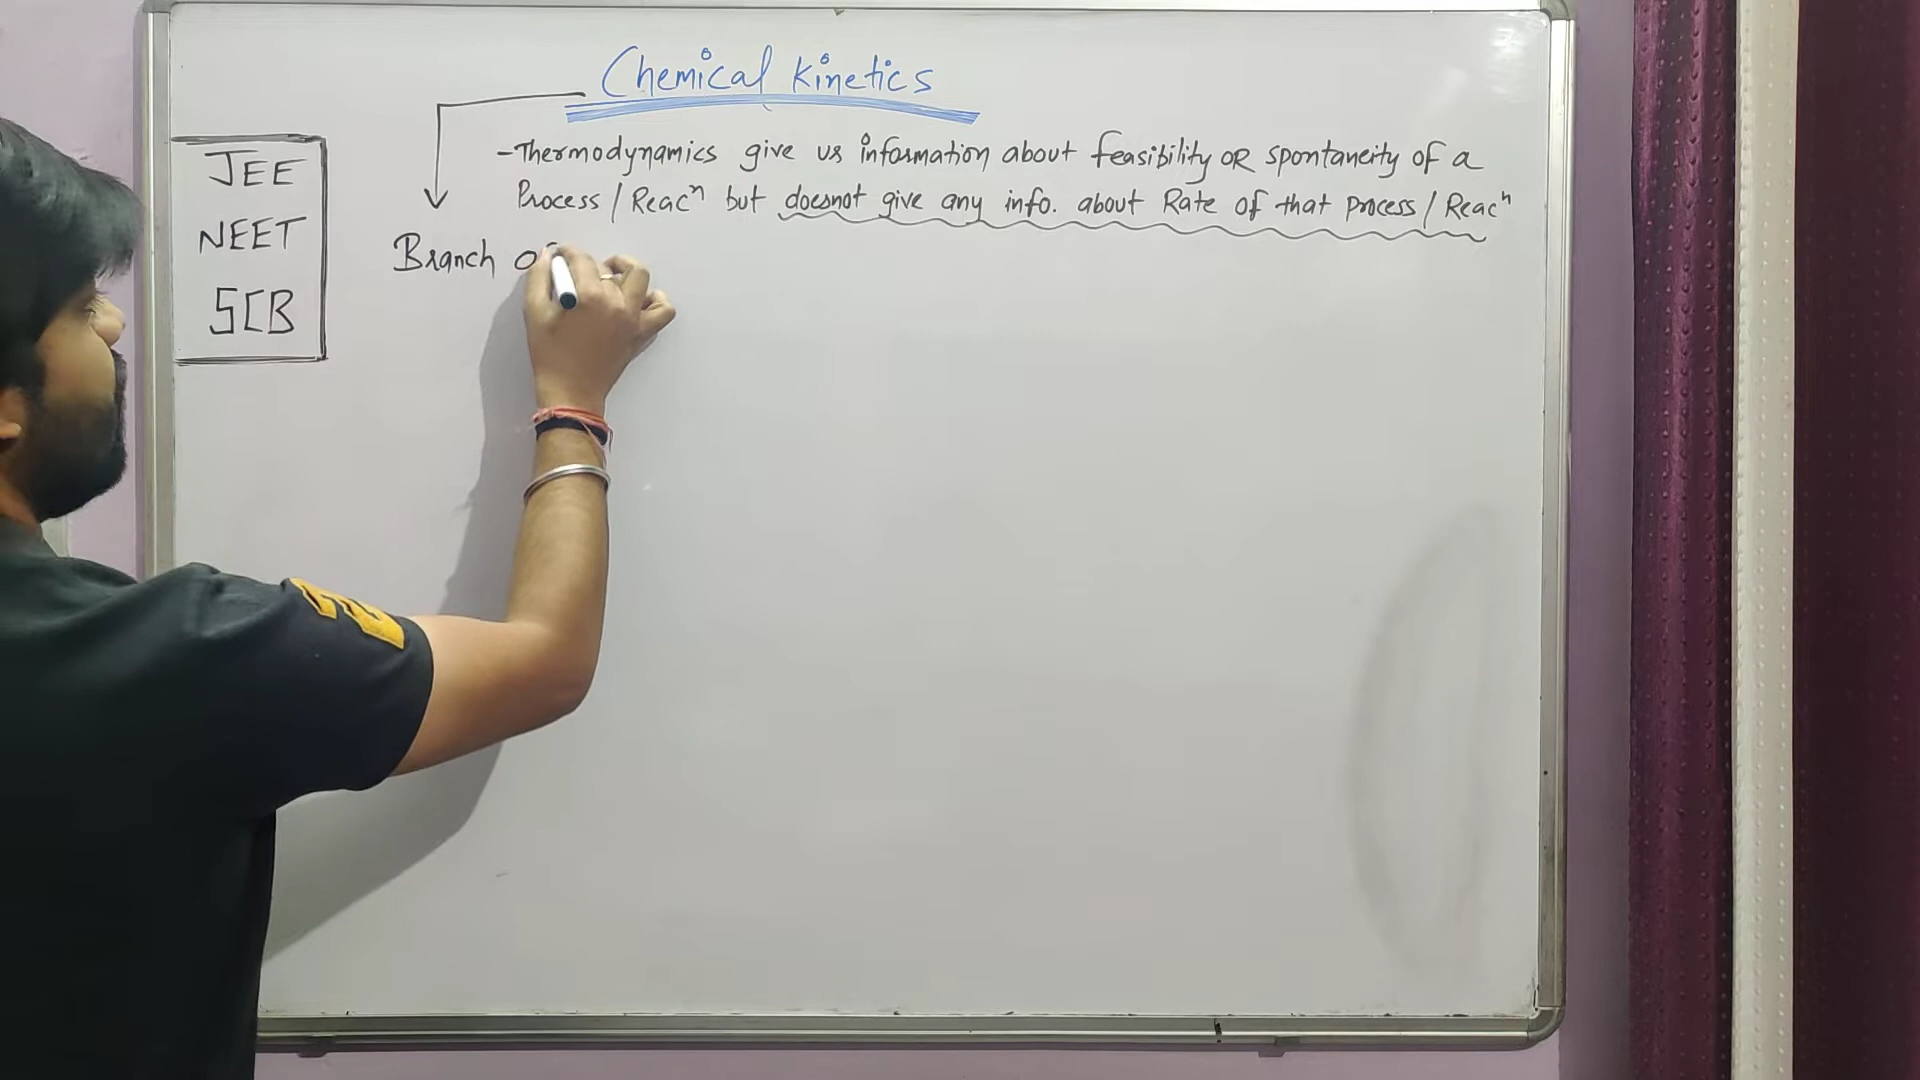 Chemical Kinetics
JEE
NEET
SCB
-Thermodynamics give us information about feasibility OR spontaneity of a
Process / Reacⁿ but doesnot give any info. about Rate of that Process / Reacⁿ
Branch of